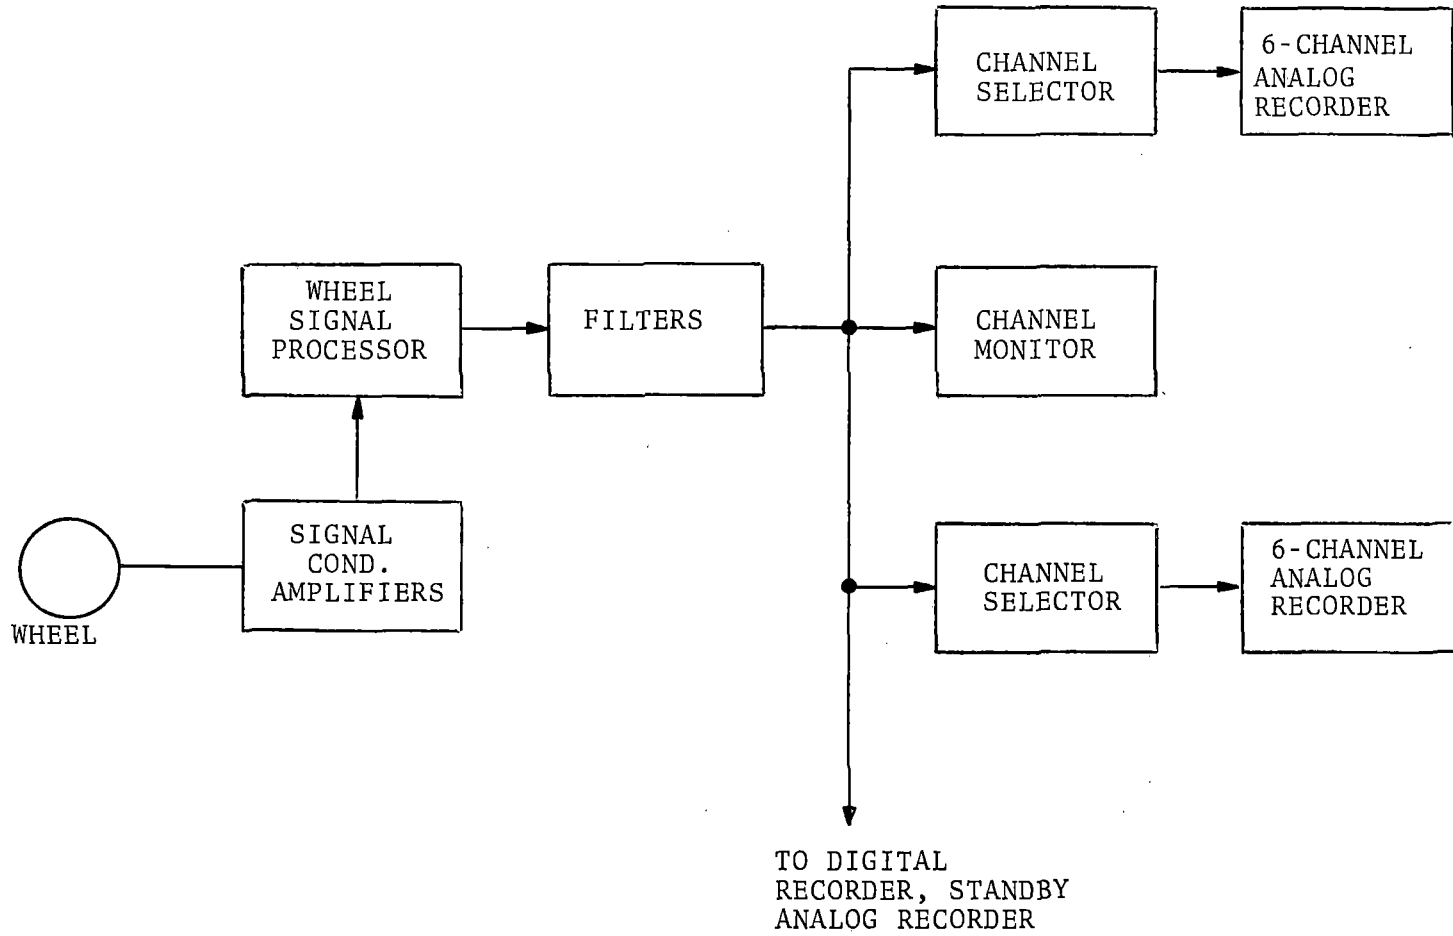 CHANNEL
SELECTOR
6-CHANNEL
ANALOG
RECORDER
WHEEL
SIGNAL
PROCESSOR
FILTERS
CHANNEL
MONITOR
SIGNAL
COND.
AMPLIFIERS
WHEEL
CHANNEL
SELECTOR
6-CHANNEL
ANALOG
RECORDER
TO DIGITAL
RECORDER, STANDBY
ANALOG RECORDER